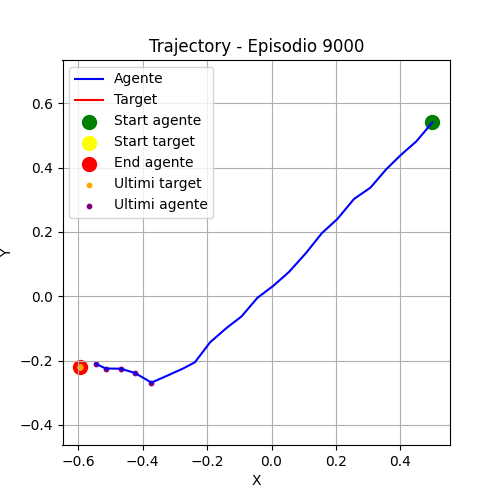 Trajectory - Episodio 9000
Agente
Target
Start agente
Start target
End agente
Ultimi target
Ultimi agente
Y
0.6
0.4
0.2
0.0
−0.2
−0.4
−0.6
−0.4
−0.2
0.0
0.2
0.4
X